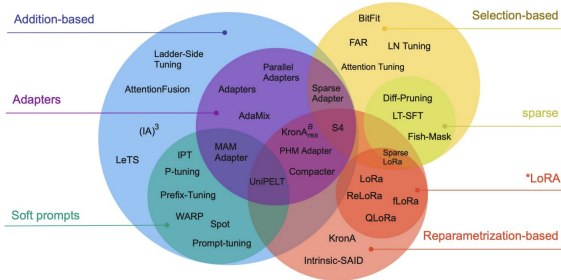 Addition-based
Selection-based
BitFit
FAR
LN Tuning
Attention Tuning
Ladder-Side
Tuning
Parallel
Adapters
Adapters
Sparse
Adapter
AttentionFusion
Adapters
AdaMix
Diff-Pruning
LT-SFT
Fish-Mask
sparse
(IA)³
KronA^B_res
S4
LeTS
IPT
MAM
Adapter
PHM Adapter
Sparse
LoRa
P-tuning
Compacter
UniPELT
LoRa
*LoRA
Prefix-Tuning
ReLoRa
fLoRa
Soft prompts
WARP
Spot
QLoRa
Prompt-tuning
KronA
Reparametrization-based
Intrinsic-SAID